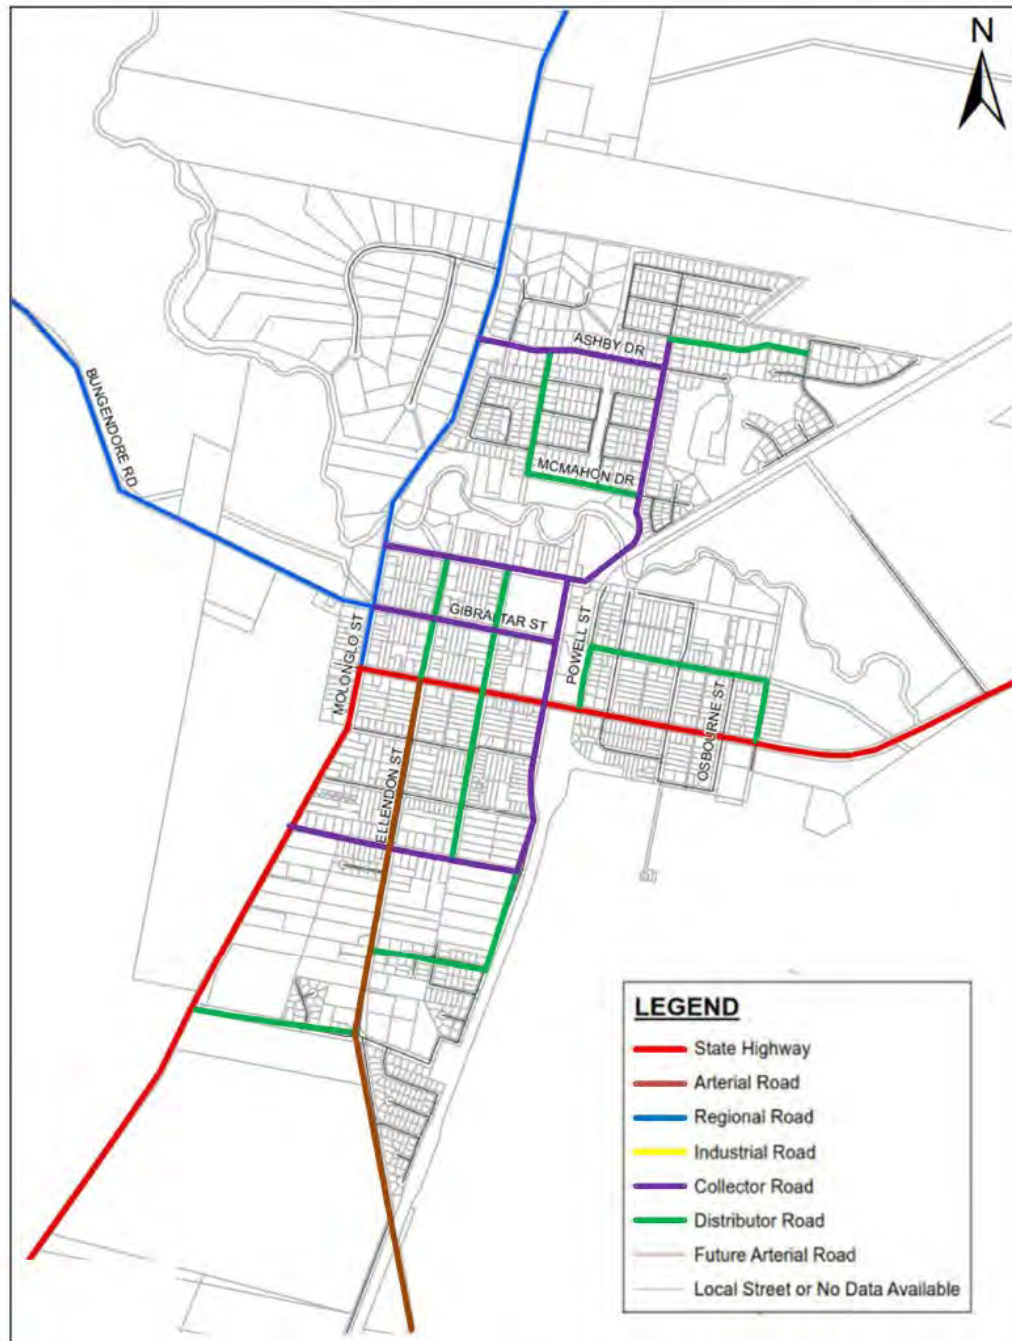 N
ASHBY DR
BUNGENDORE RD
MCMAHON DR
GIBRALTAR ST
MOLONGLO ST
POWELL ST
OSBOURNE ST
ELLENDON ST
LEGEND
State Highway
Arterial Road
Regional Road
Industrial Road
Collector Road
Distributor Road
Future Arterial Road
Local Street or No Data Available